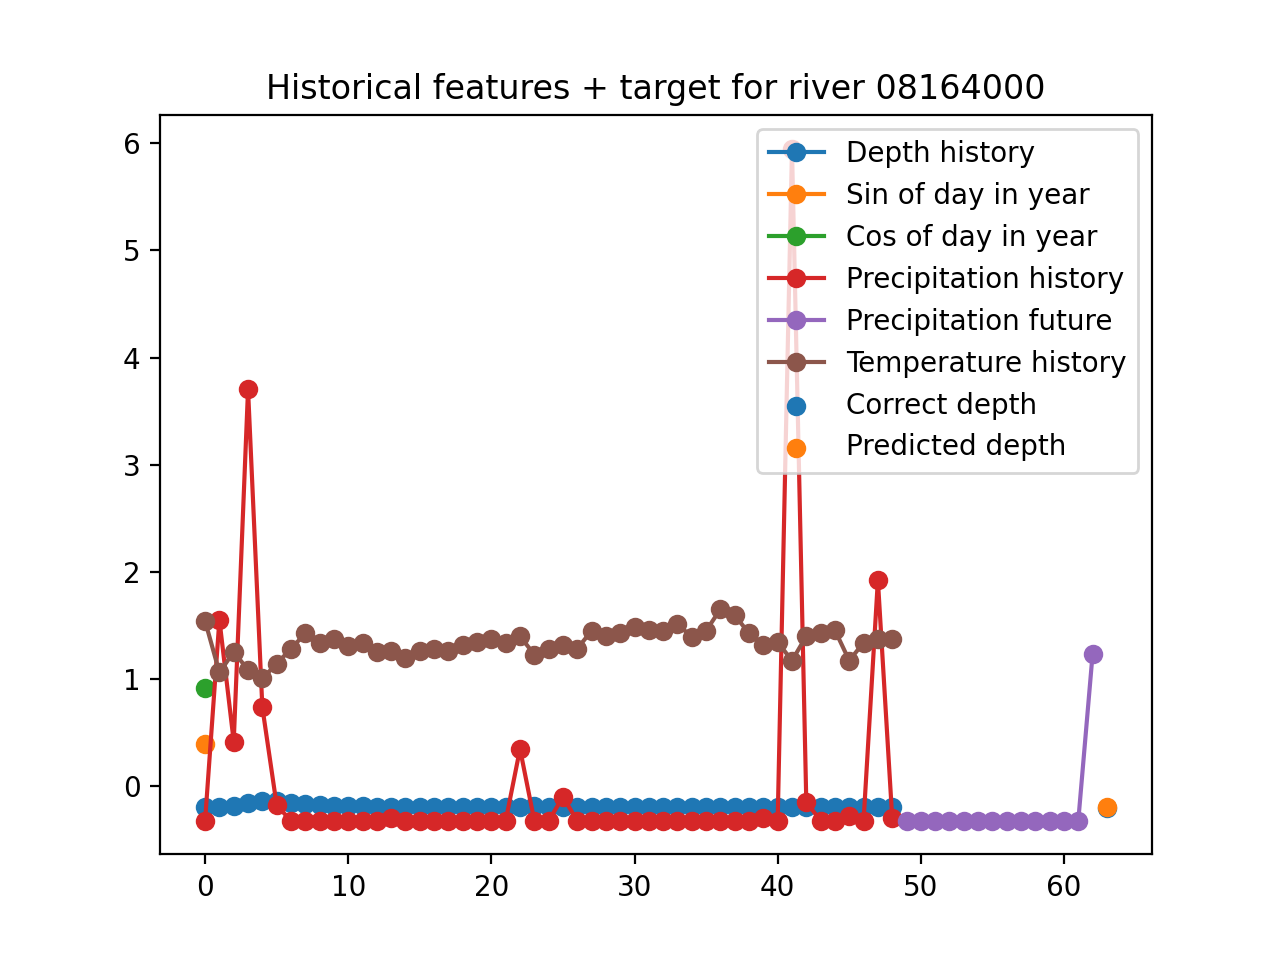 Historical features + target for river 08164000
6
5
4
3
2
1
0
Depth history
Sin of day in year
Cos of day in year
Precipitation history
Precipitation future
Temperature history
Correct depth
Predicted depth
0 10 20 30 40 50 60